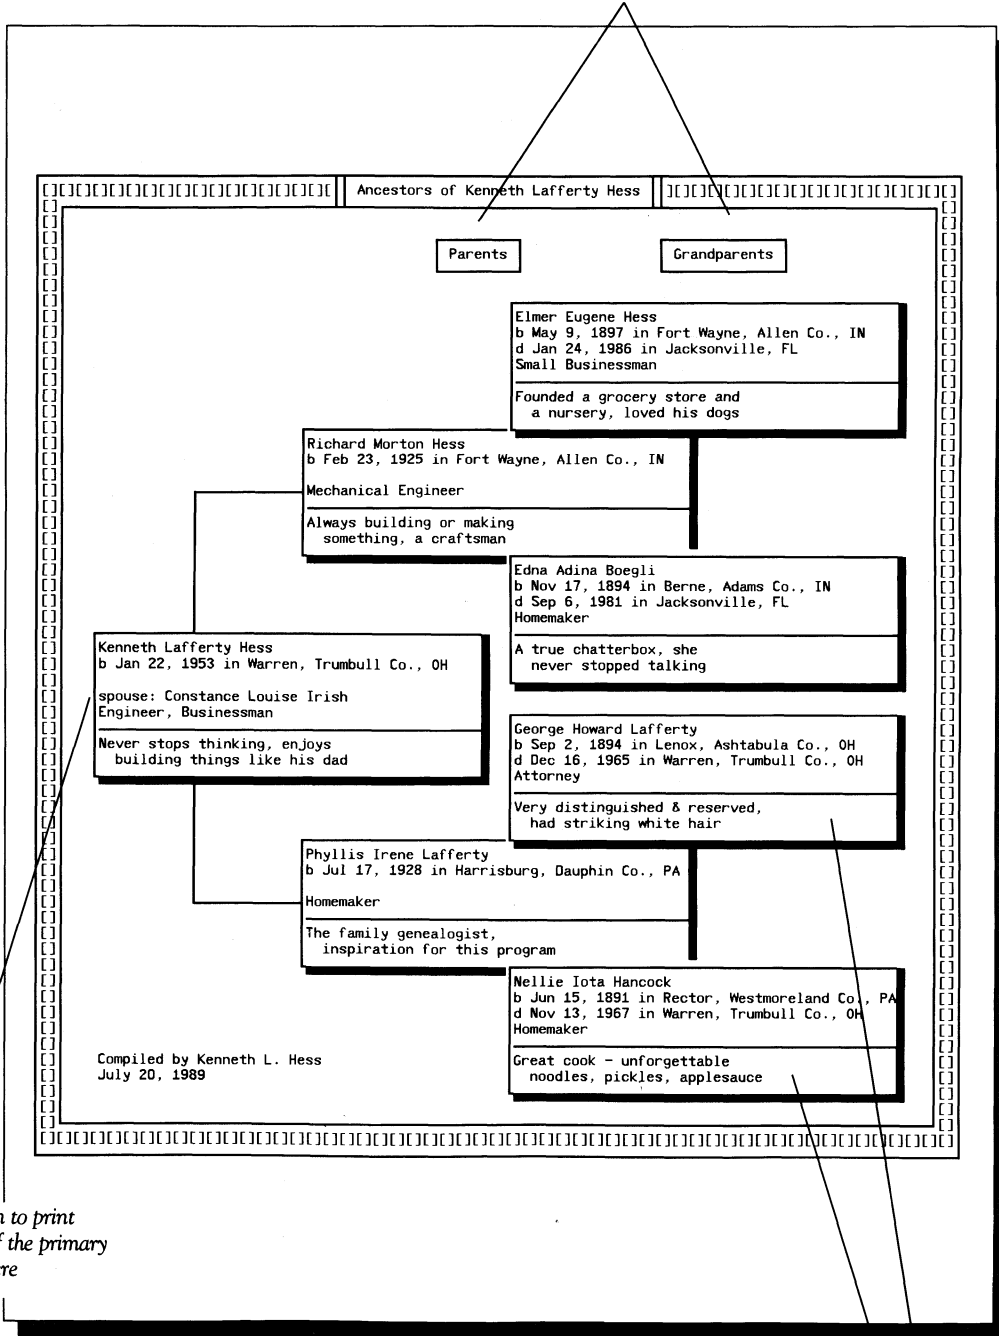 Ancestors of Kenneth Lafferty Hess
Parents
Grandparents
Elmer Eugene Hess
b May 9, 1897 in Fort Wayne, Allen Co., IN
d Jan 24, 1986 in Jacksonville, FL
Small Businessman
Founded a grocery store and
a nursery, loved his dogs
Richard Morton Hess
b Feb 23, 1925 in Fort Wayne, Allen Co., IN
Mechanical Engineer
Always building or making
something, a craftsman
Edna Adina Boegli
b Nov 17, 1894 in Berne, Adams Co., IN
d Sep 6, 1981 in Jacksonville, FL
Homemaker
A true chatterbox, she
never stopped talking
Kenneth Lafferty Hess
b Jan 22, 1953 in Warren, Trumbull Co., OH
spouse: Constance Louise Irish
Engineer, Businessman
Never stops thinking, enjoys
building things like his dad
George Howard Lafferty
b Sep 2, 1894 in Lenox, Ashtabula Co., OH
d Dec 16, 1965 in Warren, Trumbull Co., OH
Attorney
Very distinguished & reserved,
had striking white hair
Phyllis Irene Lafferty
b Jul 17, 1928 in Harrisburg, Dauphin Co., PA
Homemaker
The family genealogist,
inspiration for this program
Nellie Iota Hancock
b Jun 15, 1891 in Rector, Westmoreland Co., PA
d Nov 13, 1967 in Warren, Trumbull Co., OH
Homemaker
Great cook - unforgettable
noodles, pickles, applesauce
Compiled by Kenneth L. Hess
July 20, 1989
to print
the primary